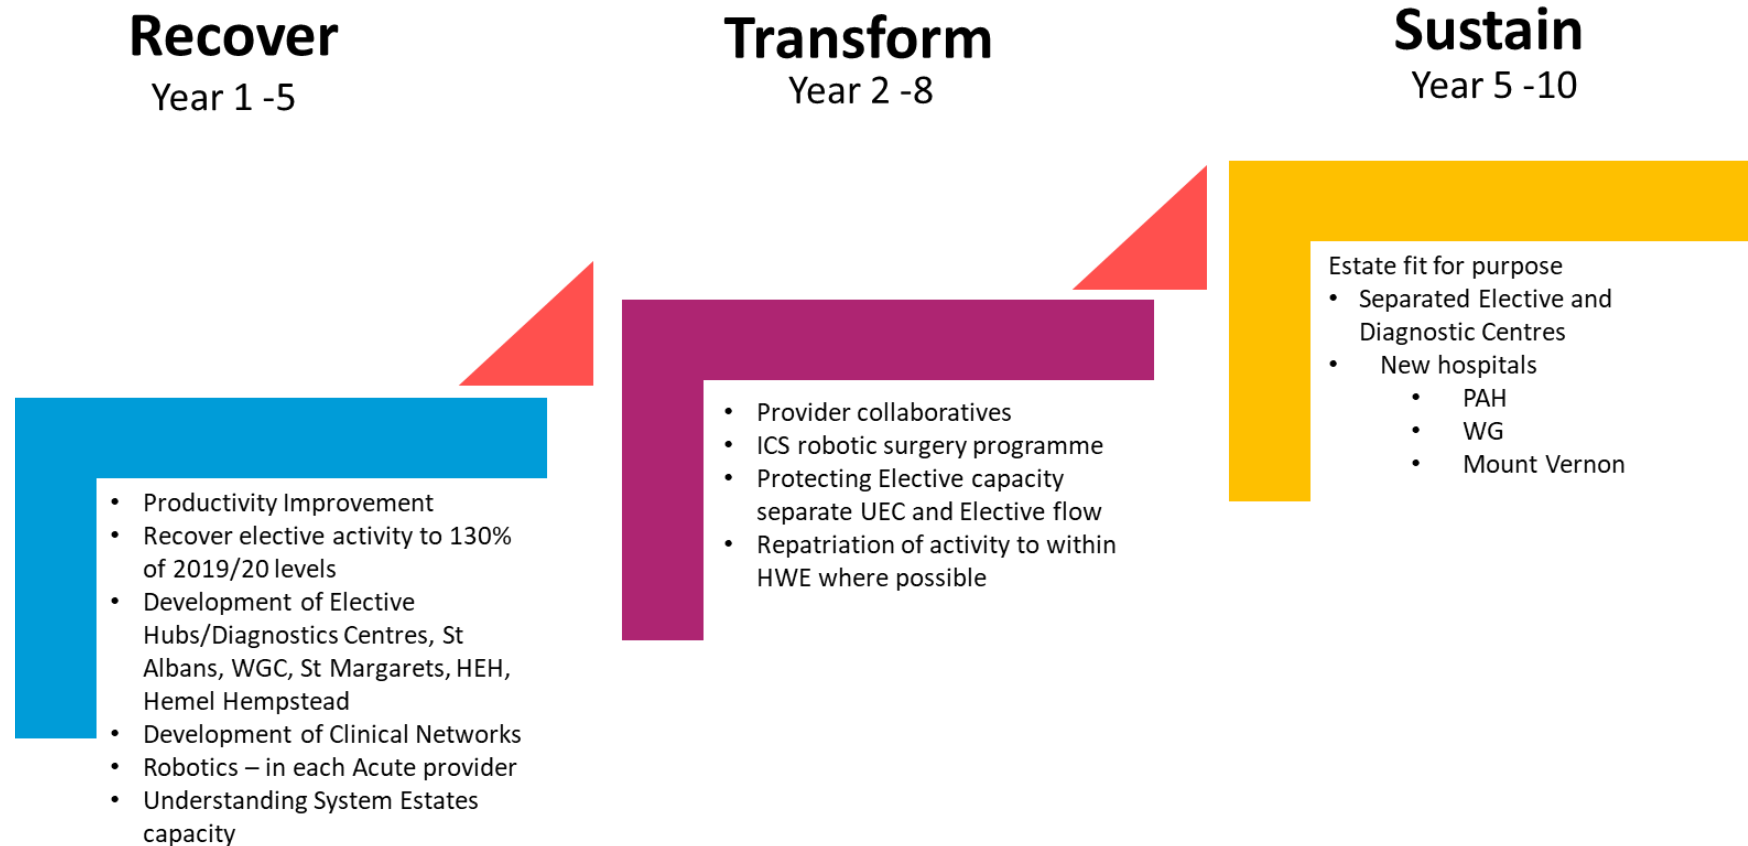 Recover
Year 1 -5
• Productivity Improvement
• Recover elective activity to 130%
of 2019/20 levels
• Development of Elective
Hubs/Diagnostics Centres, St
Albans, WGC, St Margarets, HEH,
Hemel Hempstead
• Development of Clinical Networks
• Robotics – in each Acute provider
• Understanding System Estates
capacity
Transform
Year 2 -8
• Provider collaboratives
• ICS robotic surgery programme
• Protecting Elective capacity
separate UEC and Elective flow
• Repatriation of activity to within
HWE where possible
Sustain
Year 5 -10
Estate fit for purpose
• Separated Elective and
Diagnostic Centres
• New hospitals
• PAH
• WG
• Mount Vernon